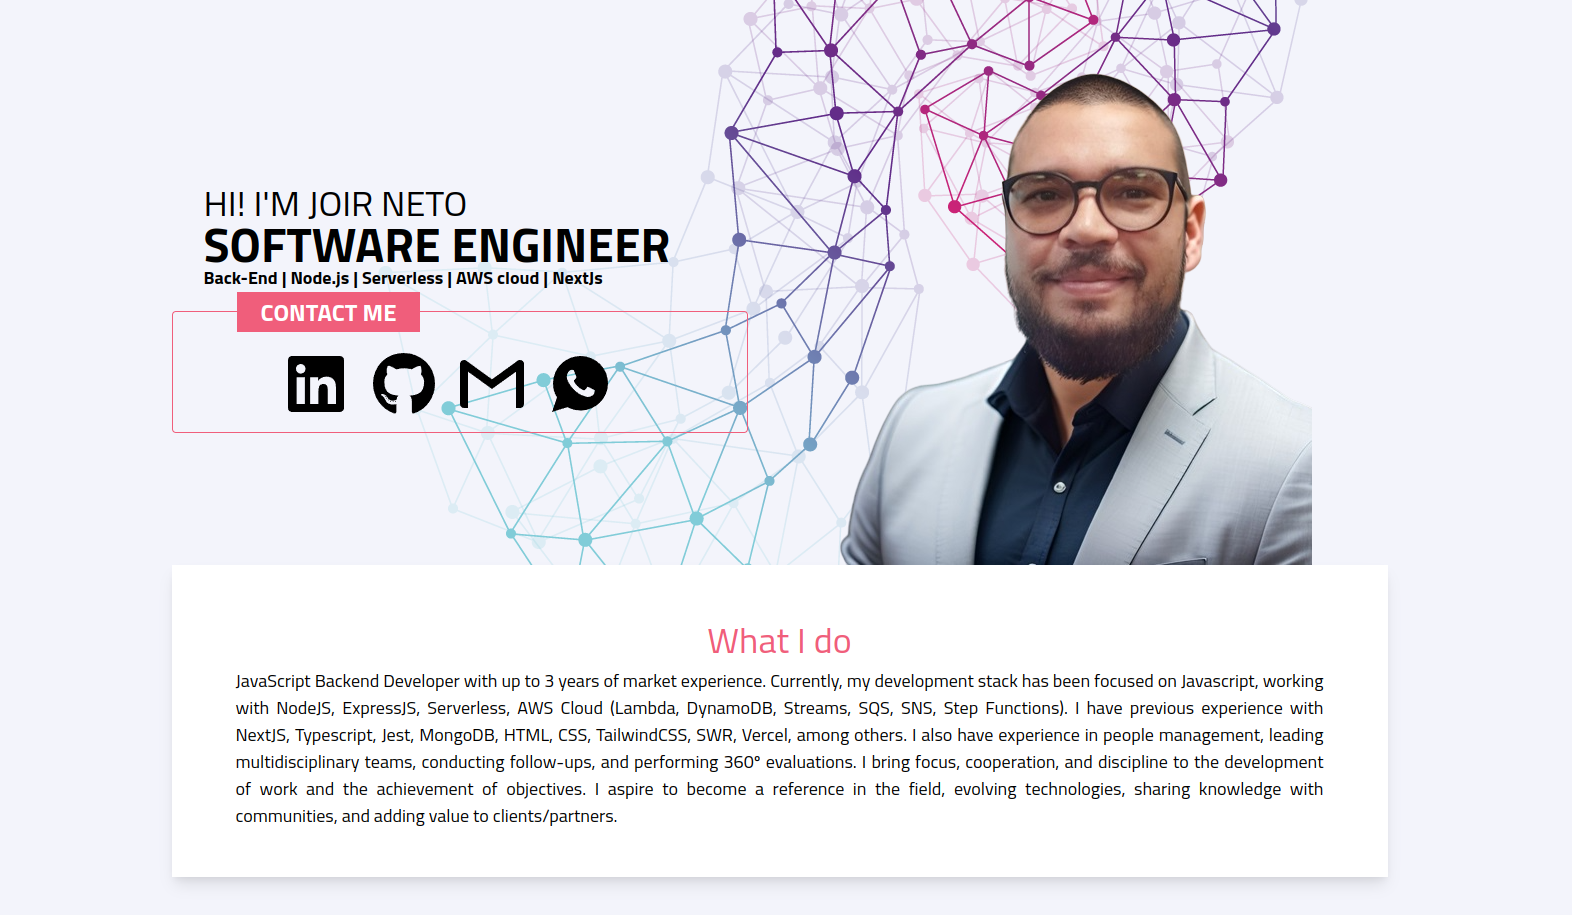 HI! I'M JOIR NETO
SOFTWARE ENGINEER
Back-End | Node.js | Serverless | AWS cloud | NextJs
CONTACT ME
in
What I do
JavaScript Backend Developer with up to 3 years of market experience. Currently, my development stack has been focused on Javascript, working
with NodeJS, ExpressJS, Serverless, AWS Cloud (Lambda, DynamoDB, Streams, SQS, SNS, Step Functions). I have previous experience with
NextJS, Typescript, Jest, MongoDB, HTML, CSS, TailwindCSS, SWR, Vercel, among others. I also have experience in people management, leading
multidisciplinary teams, conducting follow-ups, and performing 360º evaluations. I bring focus, cooperation, and discipline to the development
of work and the achievement of objectives. I aspire to become a reference in the field, evolving technologies, sharing knowledge with
communities, and adding value to clients/partners.